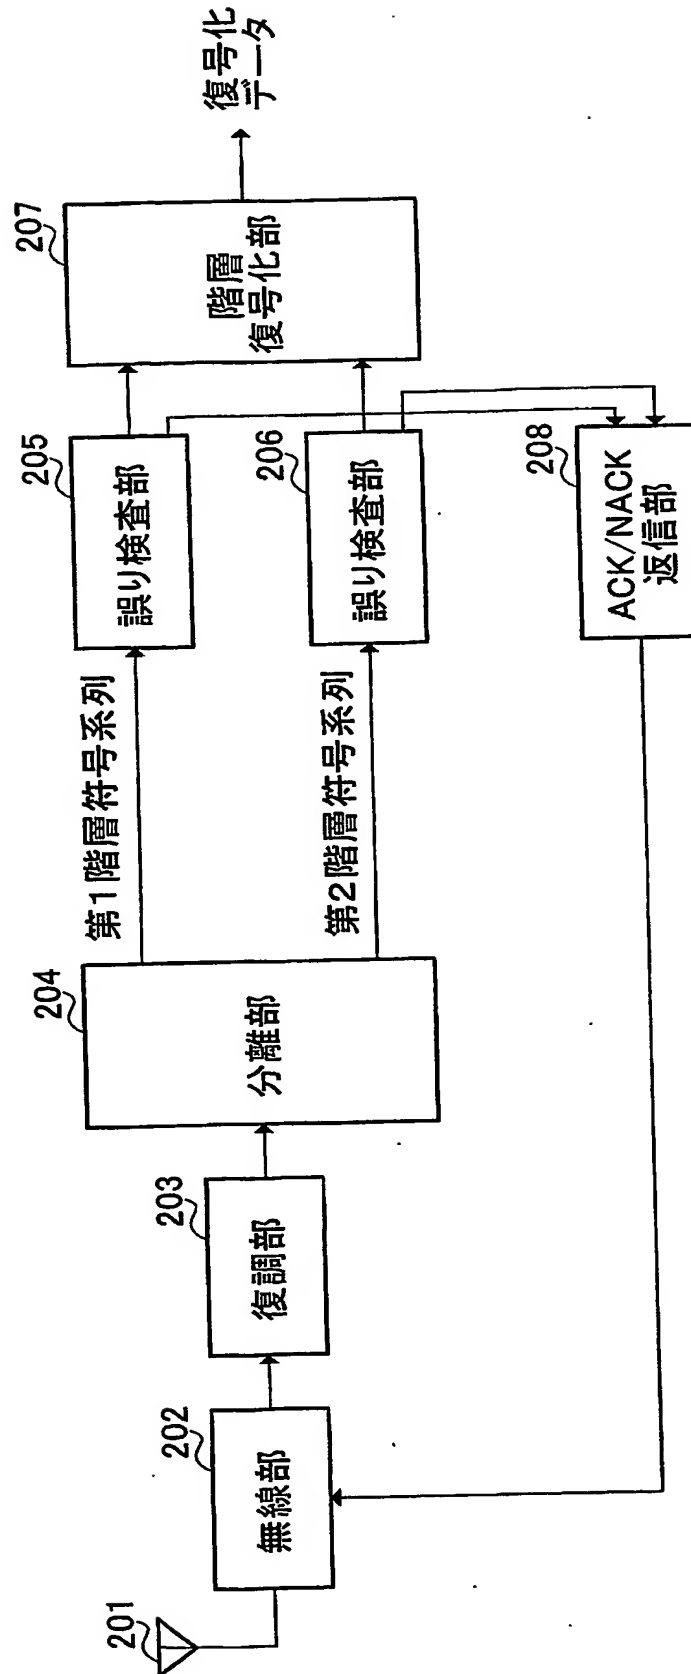 201
202
無線部
203
復調部
204
分離部
第1階層符号系列
第2階層符号系列
205
誤り検査部
206
誤り検査部
207
階層
復号化部
208
ACK/NACK
返信部
復号化
データ